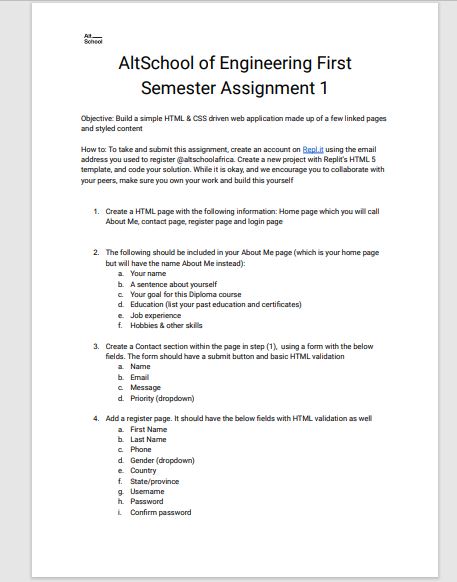 Alt
School
AltSchool of Engineering First
Semester Assignment 1
Objective: Build a simple HTML & CSS driven web application made up of a few linked pages
and styled content
How to: To take and submit this assignment, create an account on Repl.it using the email
address you used to register @altschoolafrica. Create a new project with Replit's HTML 5
template, and code your solution. While it is okay, and we encourage you to collaborate with
your peers, make sure you own your work and build this yourself
1. Create a HTML page with the following information: Home page which you will call
About Me, contact page, register page and login page
2. The following should be included in your About Me page (which is your home page
but will have the name About Me instead):
a. Your name
b. A sentence about yourself
c. Your goal for this Diploma course
d. Education (list your past education and certificates)
e. Job experience
f. Hobbies & other skills
3. Create a Contact section within the page in step (1), using a form with the below
fields. The form should have a submit button and basic HTML validation
a. Name
b. Email
c. Message
d. Priority (dropdown)
4. Add a register page. It should have the below fields with HTML validation as well
a. First Name
b. Last Name
c. Phone
d. Gender (dropdown)
e. Country
f. State/province
g. Username
h. Password
i. Confirm password